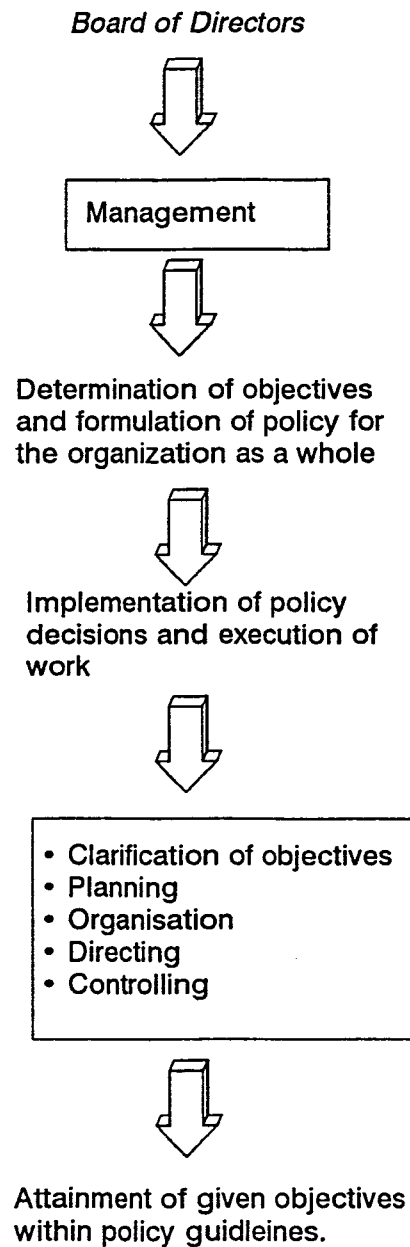 Board of Directors
Management
Determination of objectives
and formulation of policy for
the organization as a whole
Implementation of policy
decisions and execution of
work
• Clarification of objectives
• Planning
• Organisation
• Directing
• Controlling
Attainment of given objectives
within policy guidleines.